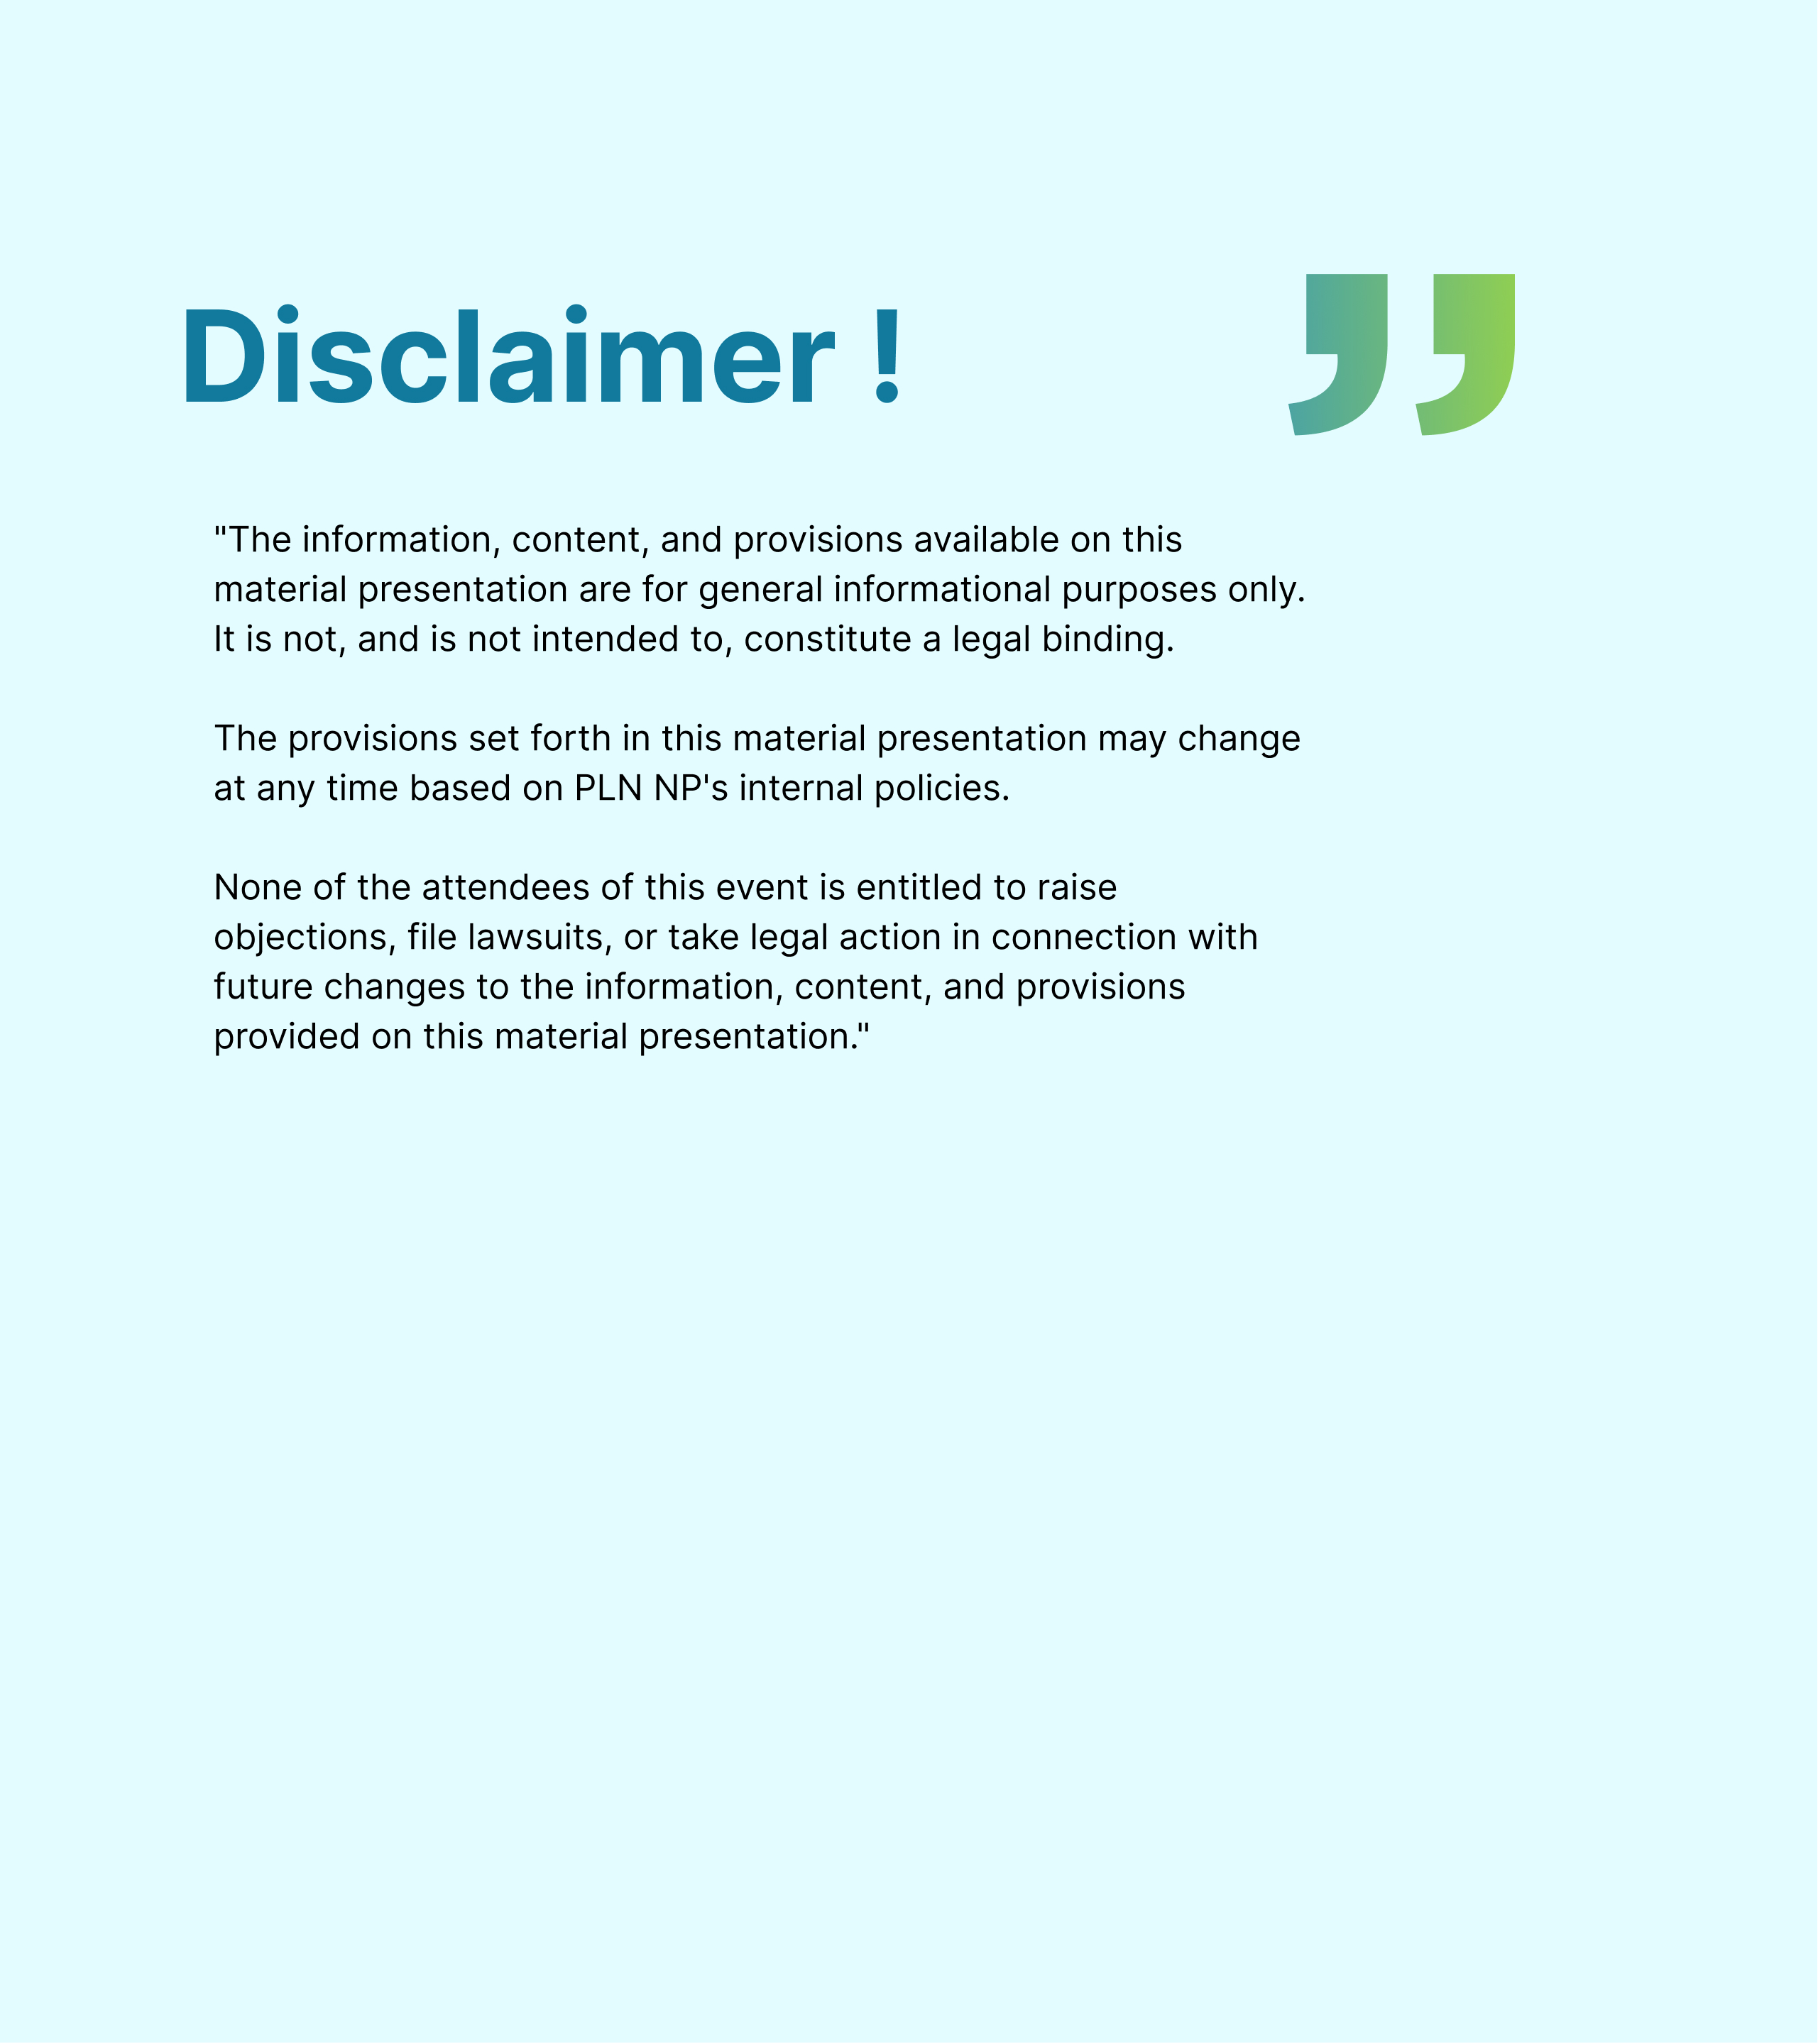 Disclaimer !
"The information, content, and provisions available on this
material presentation are for general informational purposes only.
It is not, and is not intended to, constitute a legal binding.
The provisions set forth in this material presentation may change
at any time based on PLN NP's internal policies.
None of the attendees of this event is entitled to raise
objections, file lawsuits, or take legal action in connection with
future changes to the information, content, and provisions
provided on this material presentation."